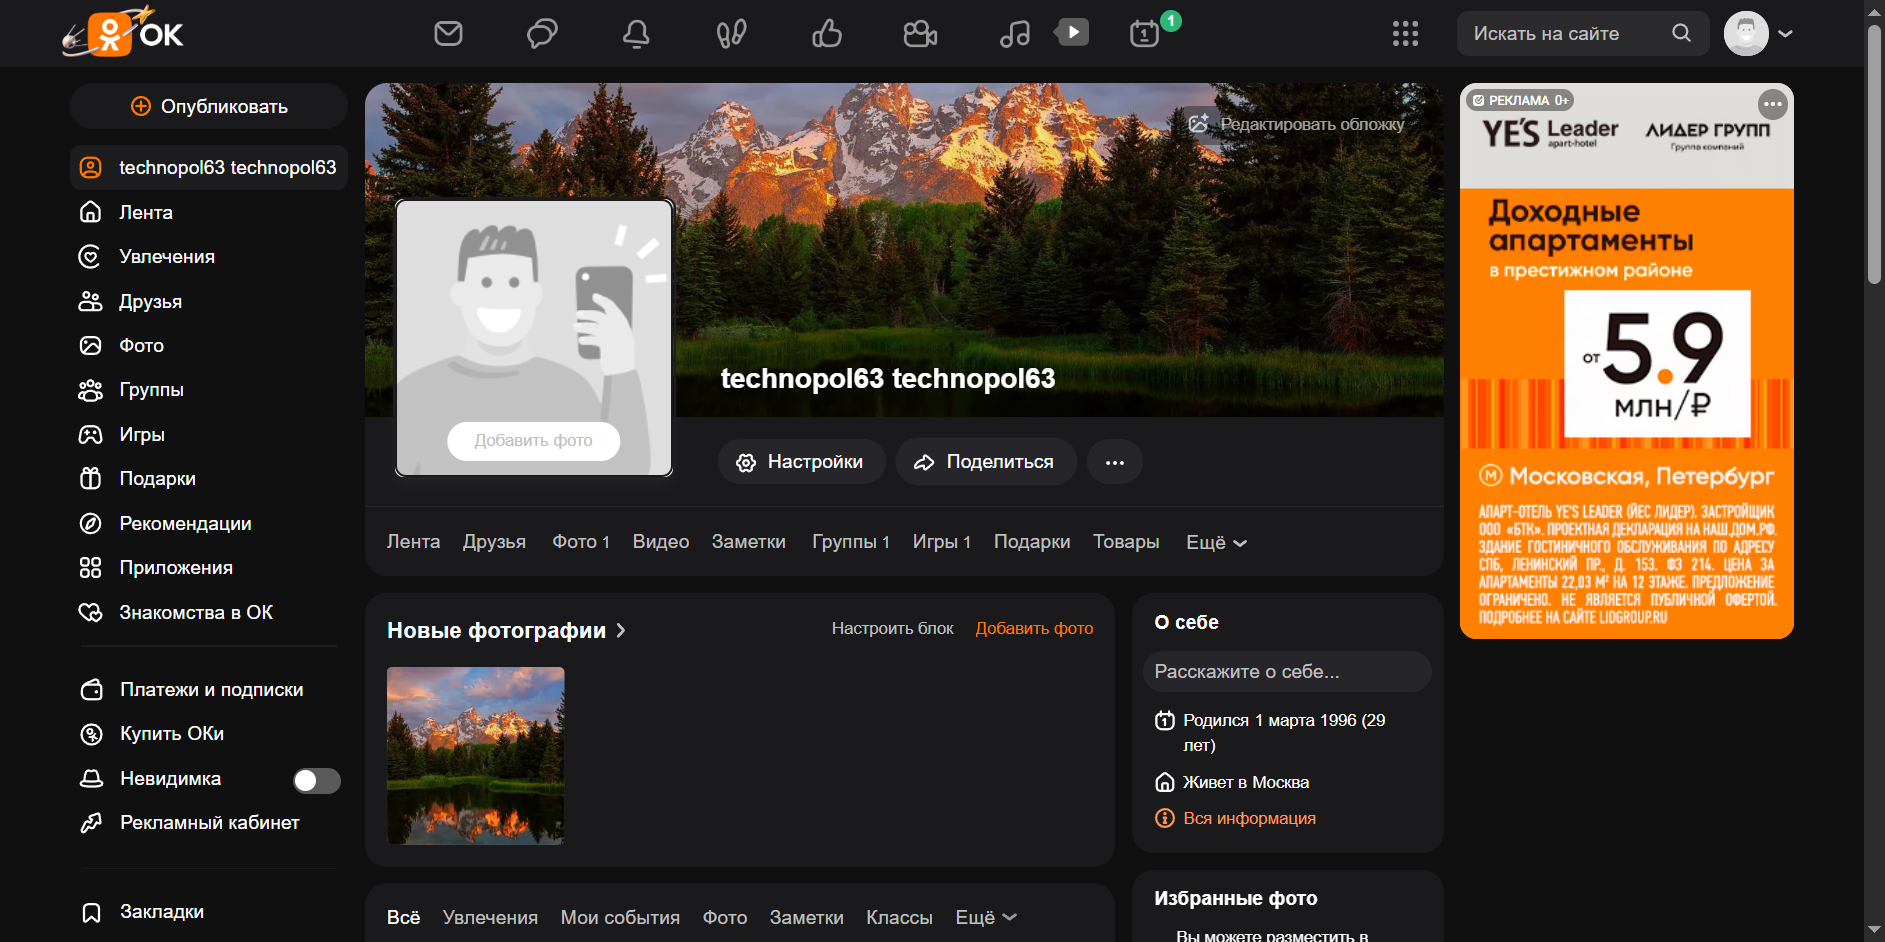 OK
1
1
Искать на сайте
Опубликовать
technopol63 technopol63
Лента
Увлечения
Друзья
Фото
Группы
Игры
Подарки
Рекомендации
Приложения
Знакомства в ОК
Платежи и подписки
Купить ОКи
Невидимка
Рекламный кабинет
Закладки
Редактировать обложку
Добавить фото
technopol63 technopol63
Настройки
Поделиться
Лента Друзья Фото 1 Видео Заметки Группы 1 Игры 1 Подарки Товары Ещё
Новые фотографии
Настроить блок Добавить фото
Всё Увлечения Мои события Фото Заметки Классы Ещё
О себе
Расскажите о себе...
Родился 1 марта 1996 (29
лет)
Живет в Москва
Вся информация
Избранные фото
Вы можете разместить в
РЕКЛАМА 0+
YE'S Leader
apart-hotel
ЛИДЕР ГРУПП
Группа компаний
Доходные
апартаменты
в престижном районе
от 5.9
млн/₽
М Московская, Петербург
АПАРТ-ОТЕЛЬ YE'S LEADER (ЙЕС ЛИДЕР). ЗАСТРОЙЩИК
ООО «БТК». ПРОЕКТНАЯ ДЕКЛАРАЦИЯ НА НАШ.ДОМ.РФ.
ЗДАНИЕ ГОСТИНИЧНОГО ОБСЛУЖИВАНИЯ ПО АДРЕСУ
СПБ, ЛЕНИНСКИЙ ПР., Д. 153. ФЗ 214. ЦЕНА ЗА
АПАРТАМЕНТЫ 22,03 М² НА 12 ЭТАЖЕ. ПРЕДЛОЖЕНИЕ
ОГРАНИЧЕНО. НЕ ЯВЛЯЕТСЯ ПУБЛИЧНОЙ ОФЕРТОЙ.
ПОДРОБНЕЕ НА САЙТЕ LIDGROUP.RU